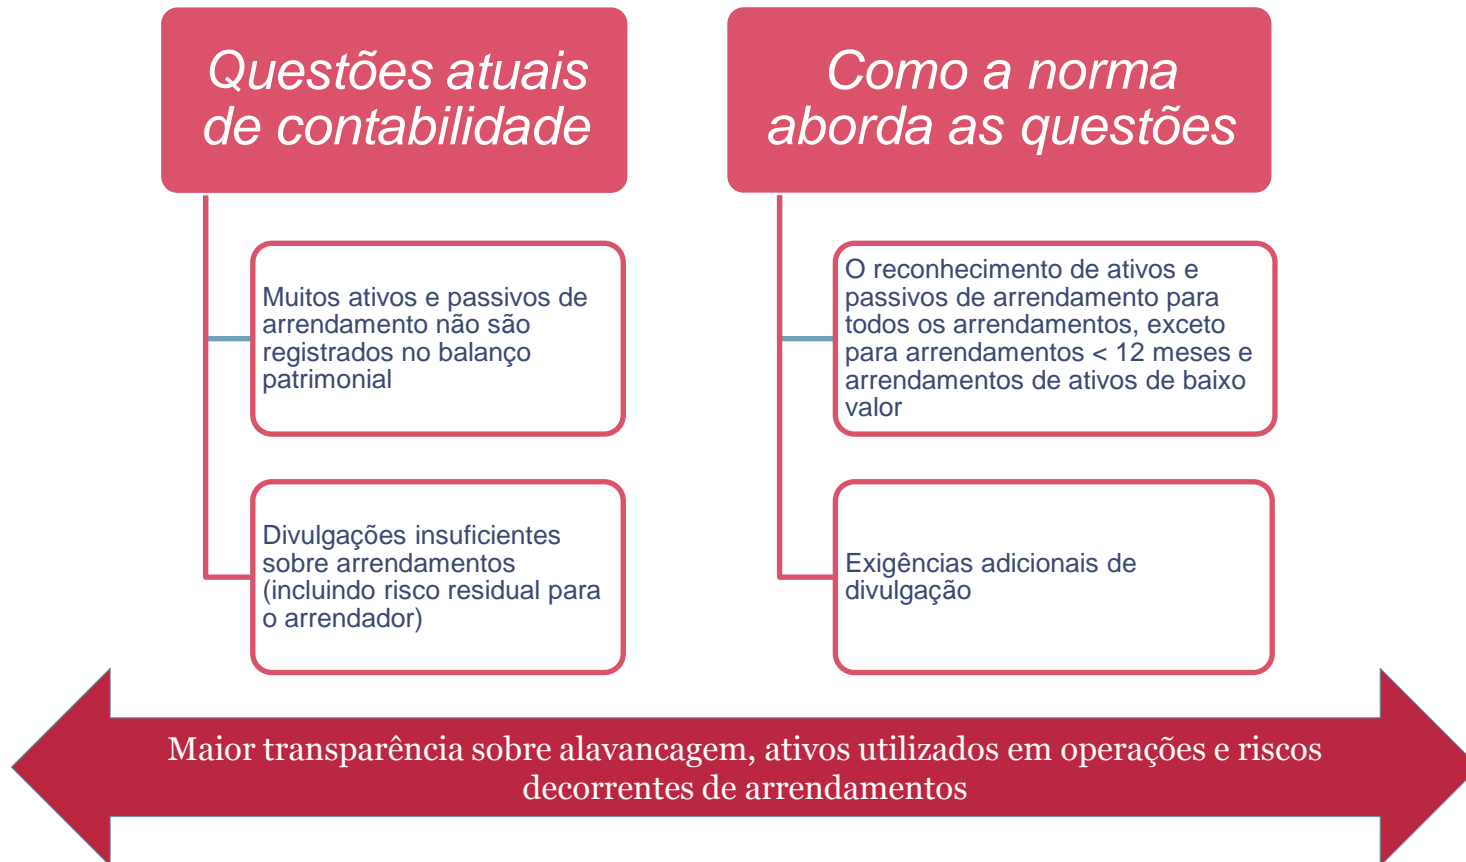 Questões atuais
de contabilidade
Muitos ativos e passivos de
arrendamento não são
registrados no balanço
patrimonial
Divulgações insuficientes
sobre arrendamentos
(incluindo risco residual para
o arrendador)
Como a norma
aborda as questões
O reconhecimento de ativos e
passivos de arrendamento para
todos os arrendamentos, exceto
para arrendamentos < 12 meses e
arrendamentos de ativos de baixo
valor
Exigências adicionais de
divulgação
Maior transparência sobre alavancagem, ativos utilizados em operações e riscos
decorrentes de arrendamentos